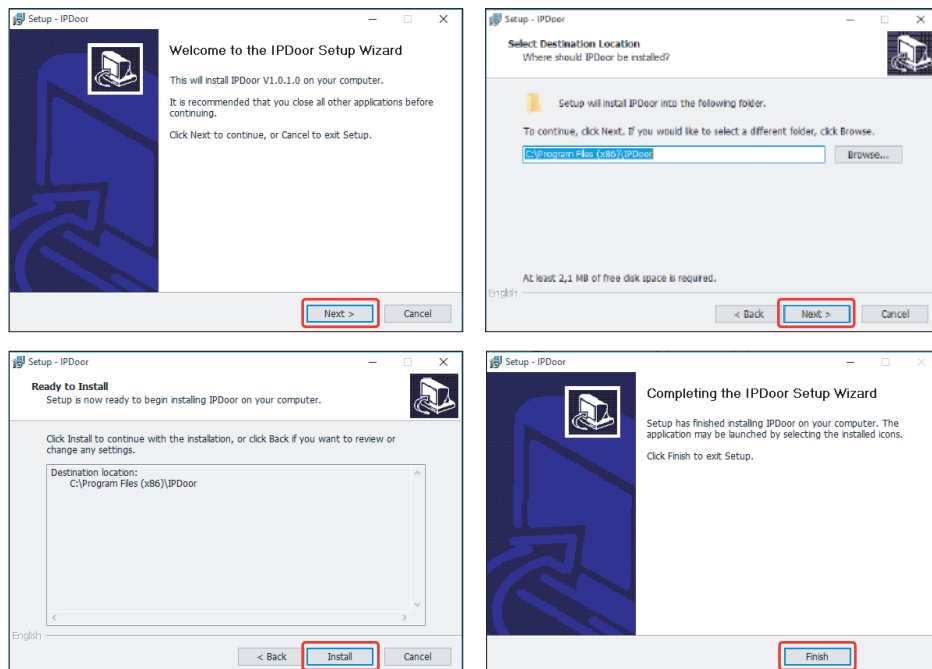 Setup - IPDoor
Welcome to the IPDoor Setup Wizard
This will install IPDoor V1.0.1.0 on your computer.
It is recommended that you close all other applications before
continuing.
Click Next to continue, or Cancel to exit Setup.
Next >
Cancel
Setup - IPDoor
Select Destination Location
Where should IPDoor be installed?
Setup will install IPDoor into the following folder.
To continue, click Next. If you would like to select a different folder, click Browse.
C:\Program Files (x86)\IPDoor
Browse...
At least 2,1 MB of free disk space is required.
English
< Back
Next >
Cancel
Setup - IPDoor
Ready to Install
Setup is now ready to begin installing IPDoor on your computer.
Click Install to continue with the installation, or click Back if you want to review or
change any settings.
Destination location:
C:\Program Files (x86)\IPDoor
English
< Back
Install
Cancel
Setup - IPDoor
Completing the IPDoor Setup Wizard
Setup has finished installing IPDoor on your computer. The
application may be launched by selecting the installed icons.
Click Finish to exit Setup.
Finish